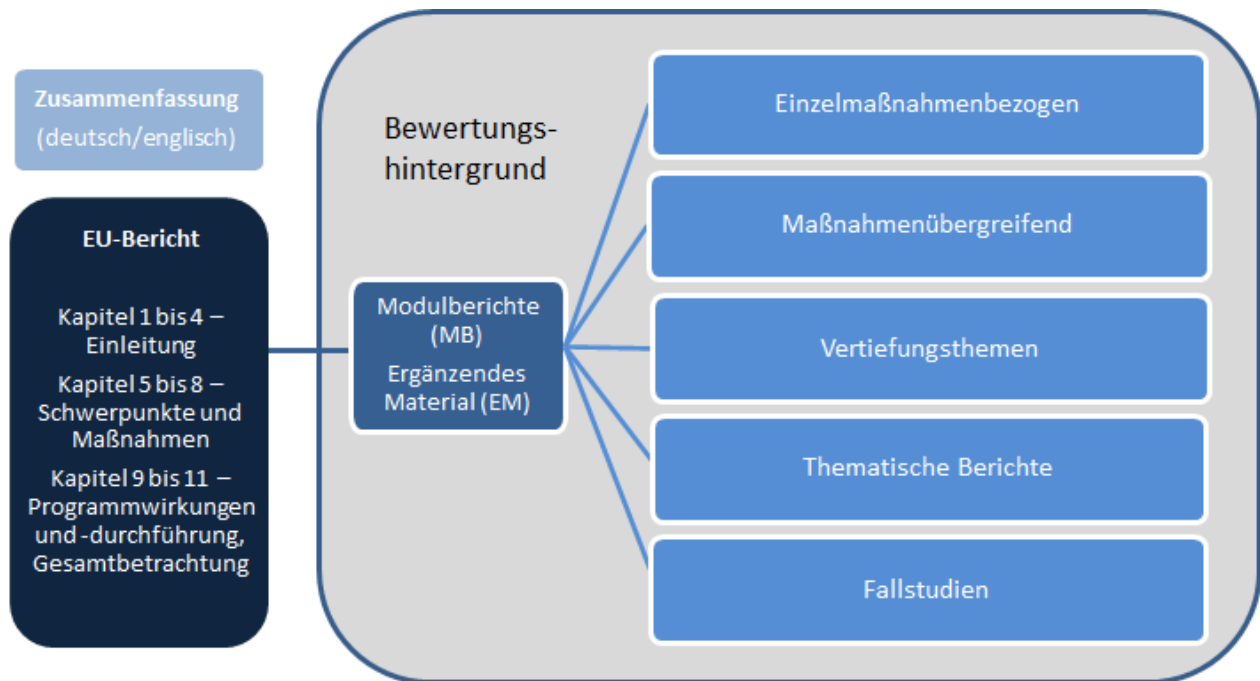 Zusammenfassung
(deutsch/englisch)
EU-Bericht
Kapitel 1 bis 4 –
Einleitung
Kapitel 5 bis 8 –
Schwerpunkte und
Maßnahmen
Kapitel 9 bis 11 –
Programmwirkungen
und -durchführung,
Gesamtbetrachtung
Bewertungs-
hintergrund
Modulberichte
(MB)
Ergänzendes
Material (EM)
Einzelmaßnahmenbezogen
Maßnahmenübergreifend
Vertiefungsthemen
Thematische Berichte
Fallstudien